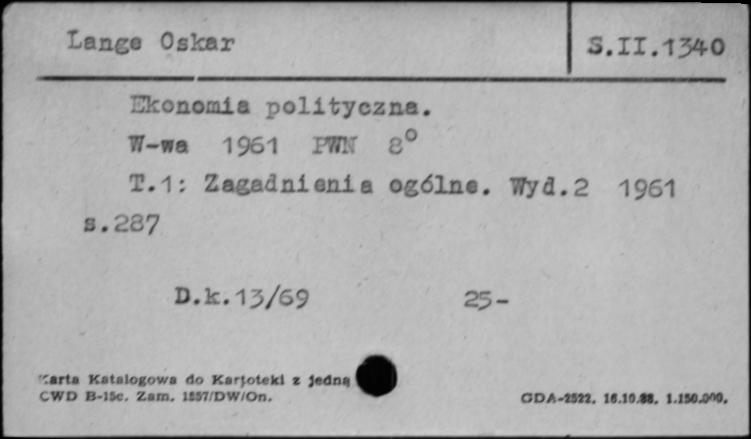 Lange Oskar
S.II.1340
Ekonomia polityczna.
W-wa 1961 PWN 8°
T.1: Zagadnienia ogólne. Wyd.2 1961
s.287
D.k.13/69 25-
Karta Katalogowa do Kartoteki z jedną
CWD B-15c. Zam. 1557/DW/On.
GDA-2522. 16.10.68. 1.150.000.